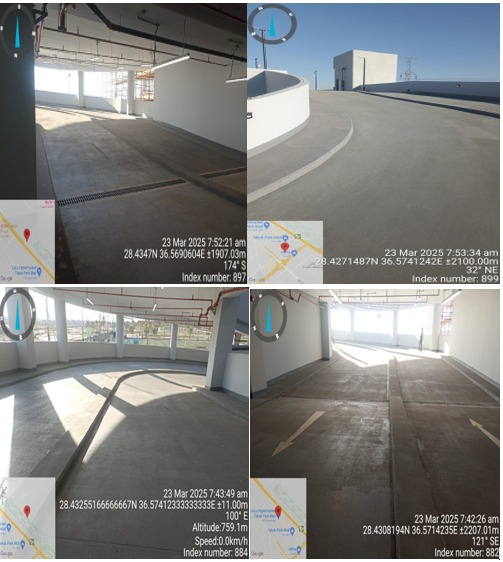 23 Mar 2025 7:52:21 am
28.4347N 36.5690604E ±1907.03m
174° S
Index number: 897
Google
23 Mar 2025 7:53:34 am
28.4271487N 36.5741242E ±2100.00m
32° NE
Index number: 899
Google
23 Mar 2025 7:43:49 am
28.43255166666667N 36.57412333333333E ±11.00m
100° E
Altitude:759.1m
Speed:0.0km/h
Index number: 884
Google
23 Mar 2025 7:42:26 am
28.4308194N 36.5714235E ±2207.01m
121° SE
Index number: 882
Google